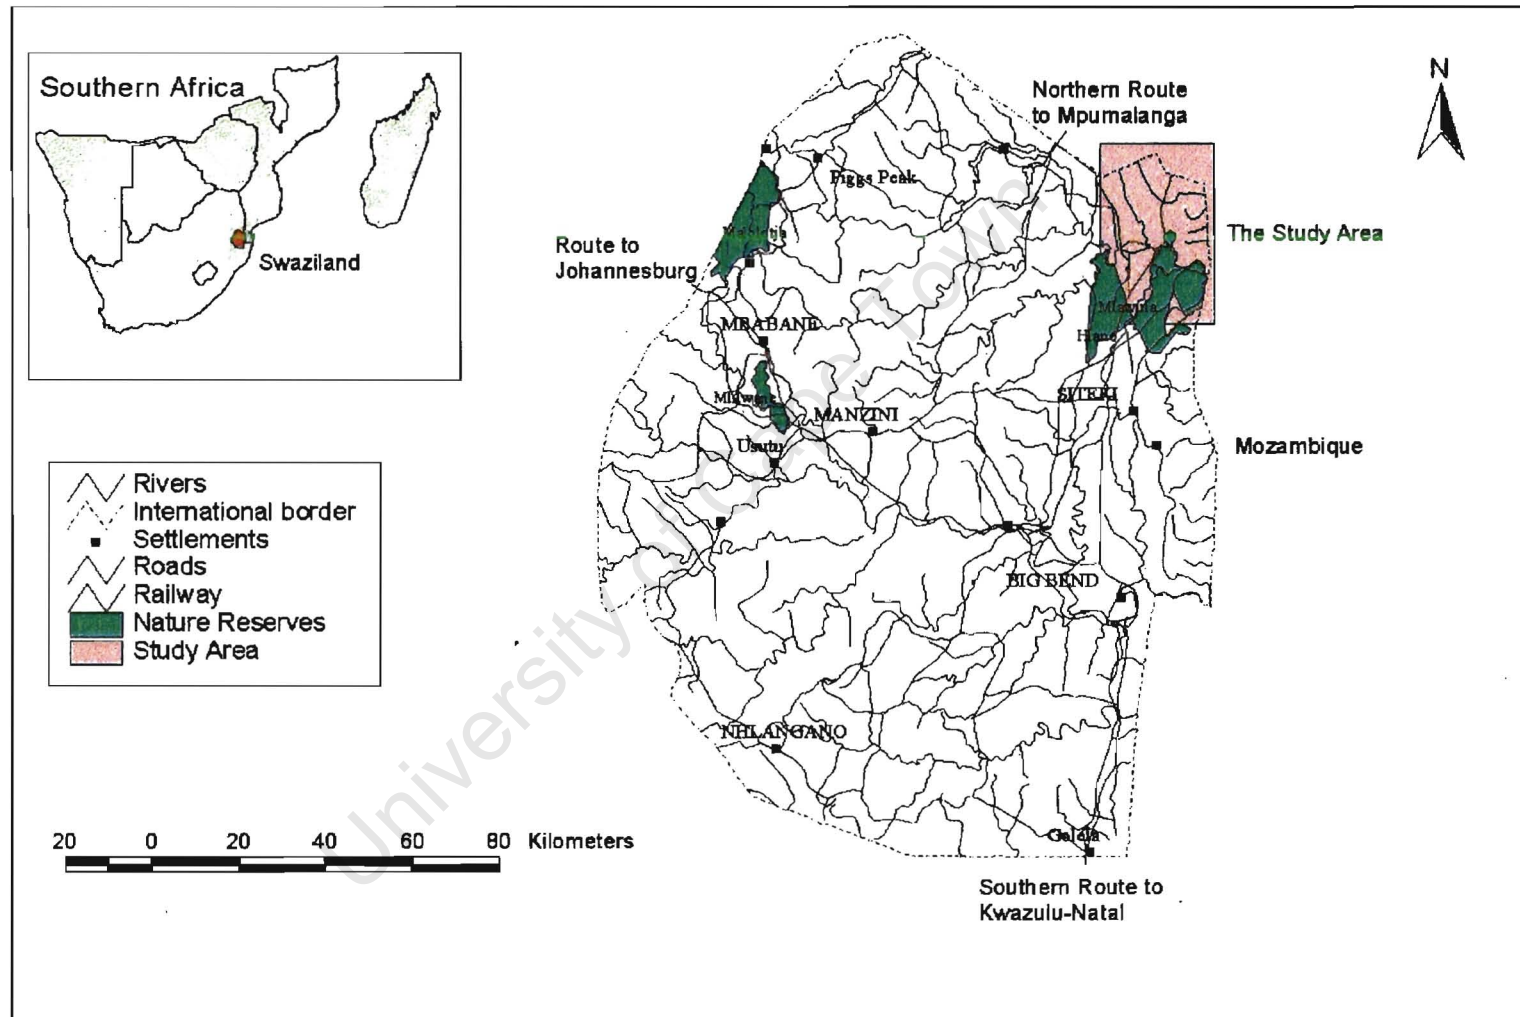 Southern Africa
Swaziland
N
Northern Route
to Mpumalanga
Piggs Peak
The Study Area
Route to
Johannesburg
Hlane
MBABANE
SITEKI
MANZINI
Mozambique
Usutu
Rivers
International border
Settlements
Roads
Railway
Nature Reserves
Study Area
BIG BEND
NHLANGANO
20 0 20 40 60 80 Kilometers
Southern Route to
Kwazulu-Natal
University of Cape Town